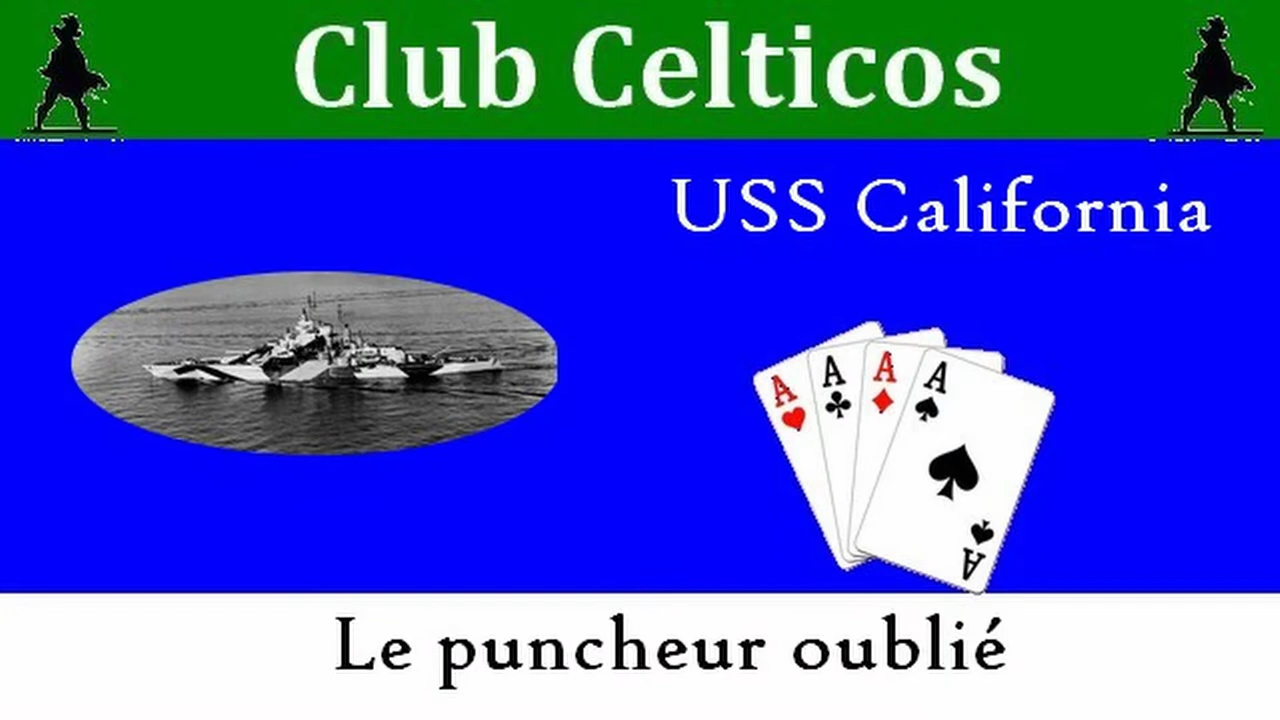 Club Celticos
USS California
A A A A
A
Le puncheur oublié